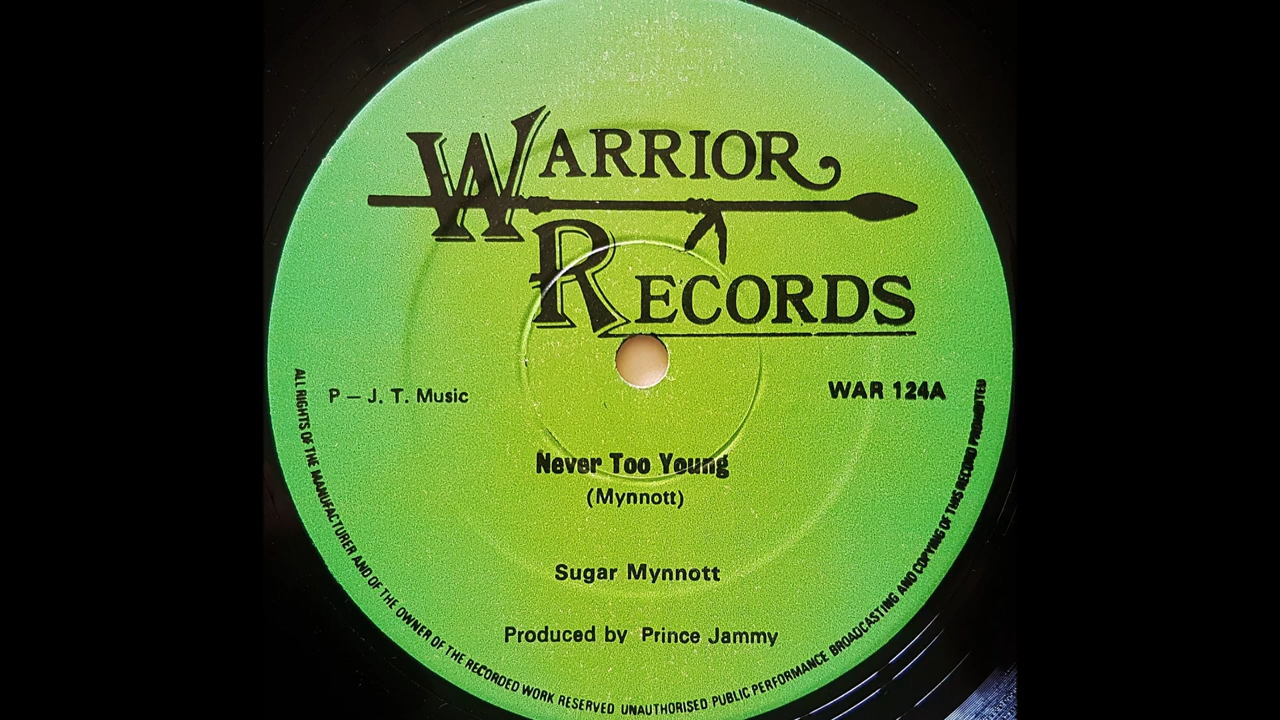 WARRIOR
RECORDS
P – J. T. Music
WAR 124A
Never Too Young
(Mynnott)
Sugar Mynnott
Produced by Prince Jammy
ALL RIGHTS OF THE MANUFACTURER AND OF THE OWNER OF THE RECORDED WORK RESERVED UNAUTHORISED PUBLIC PERFORMANCE BROADCASTING AND COPYING OF THIS RECORD PROHIBITED